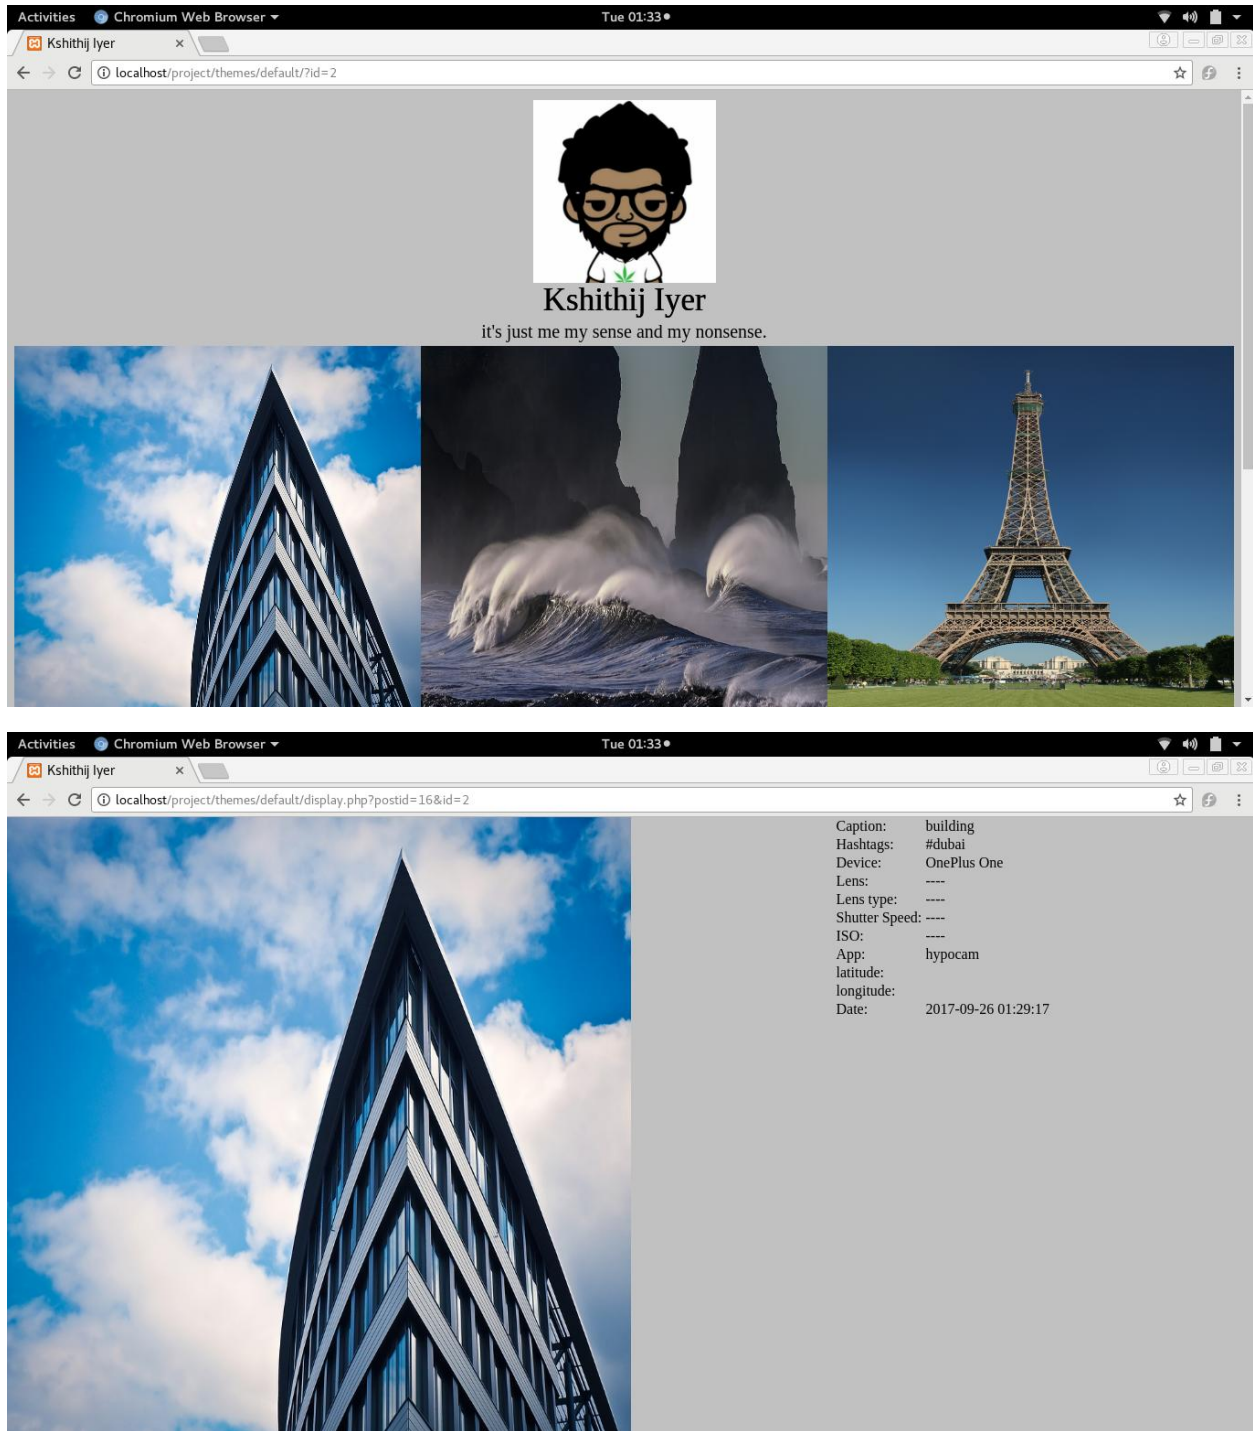 Activities Chromium Web Browser Tue 01:33
Kshithij Iyer
localhost/project/themes/default/?id=2
Kshithij Iyer
it's just me my sense and my nonsense.
Activities Chromium Web Browser Tue 01:33
Kshithij Iyer
localhost/project/themes/default/display.php?postid=16&id=2
Caption: building
Hashtags: #dubai
Device: OnePlus One
Lens: ----
Lens type: ----
Shutter Speed: ----
ISO: ----
App: hypocam
latitude:
longitude:
Date: 2017-09-26 01:29:17